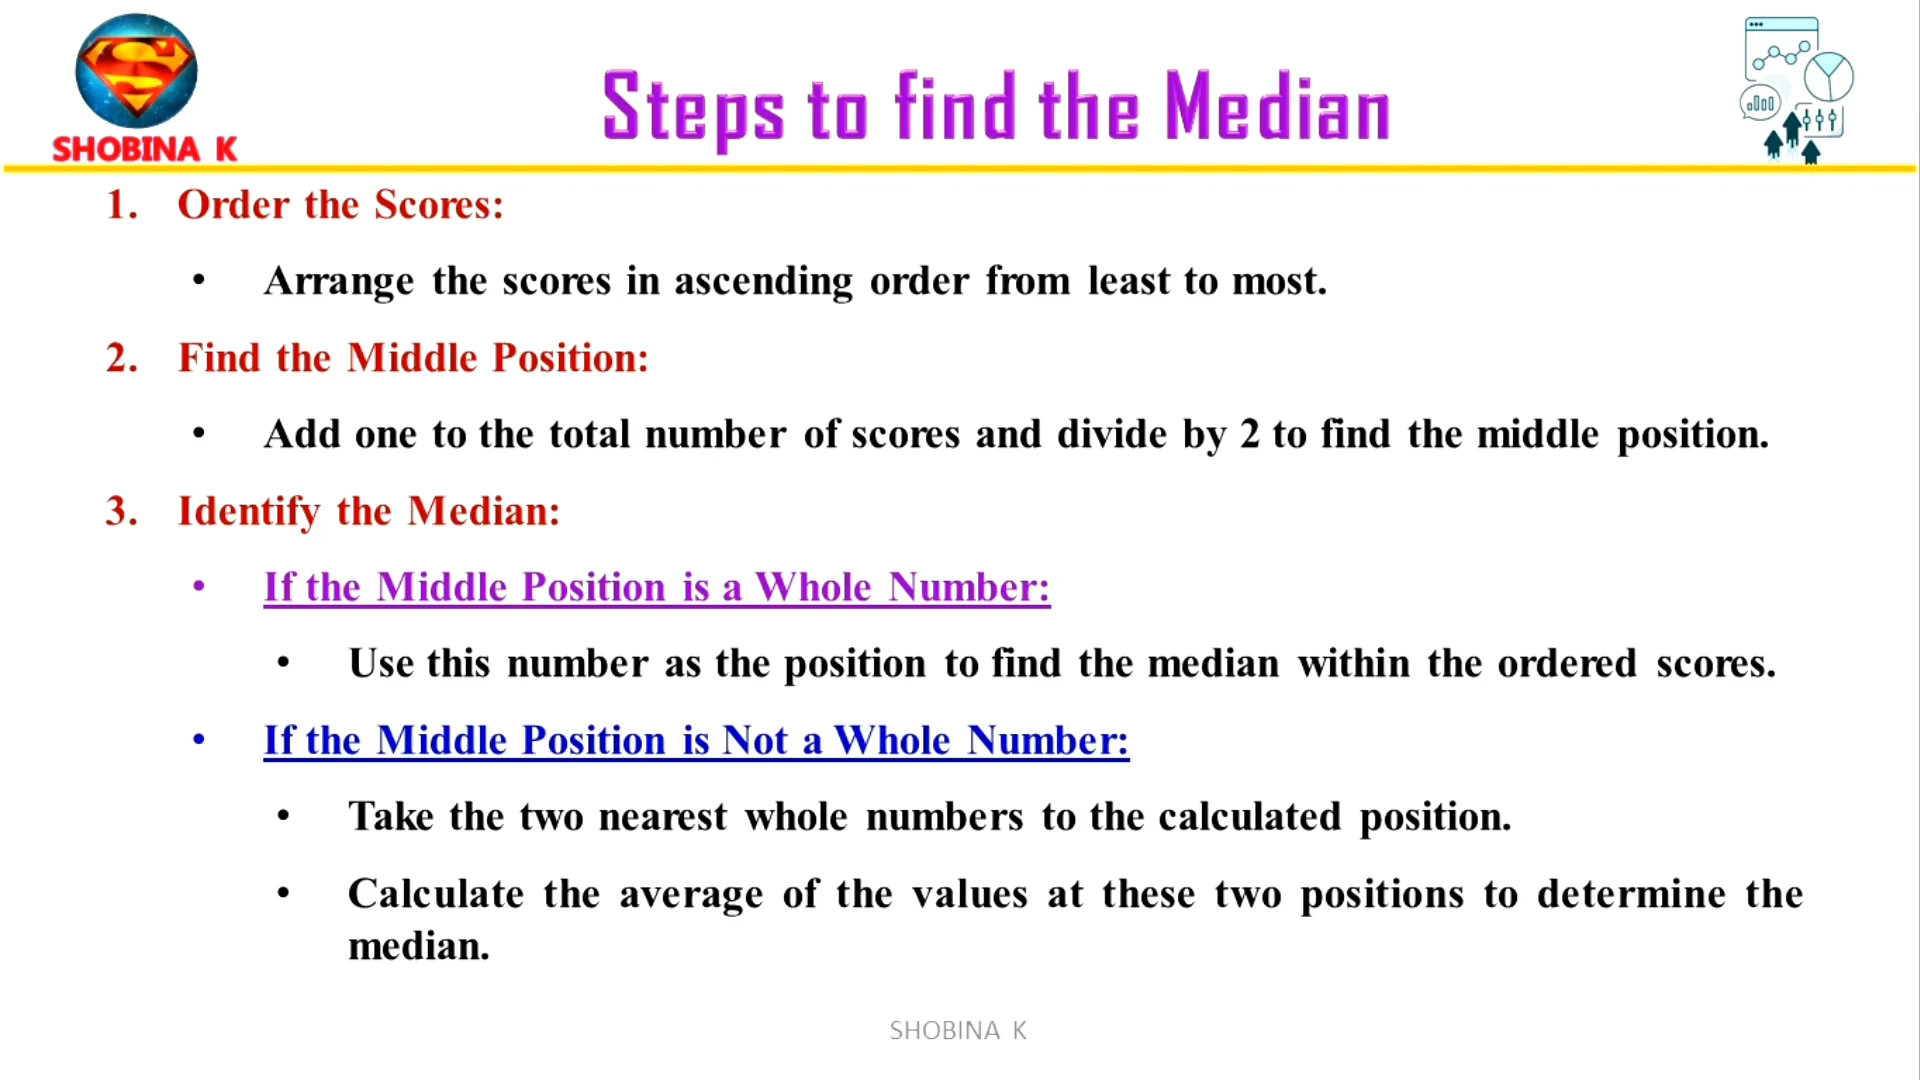 SHOBINA K
Steps to find the Median
1. Order the Scores:
• Arrange the scores in ascending order from least to most.
2. Find the Middle Position:
• Add one to the total number of scores and divide by 2 to find the middle position.
3. Identify the Median:
• If the Middle Position is a Whole Number:
• Use this number as the position to find the median within the ordered scores.
• If the Middle Position is Not a Whole Number:
• Take the two nearest whole numbers to the calculated position.
• Calculate the average of the values at these two positions to determine the
median.
SHOBINA K